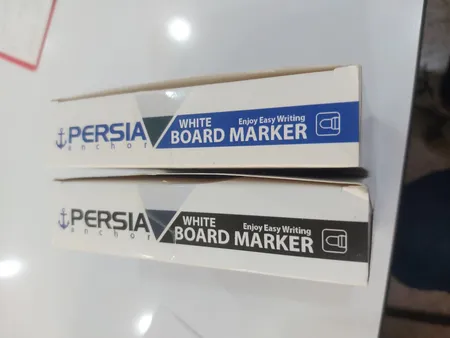 PERSIA
anchor
WHITE
Enjoy Easy Writing
BOARD MARKER
PERSIA
anchor
WHITE
Enjoy Easy Writing
BOARD MARKER